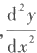 d²y
dx²
,